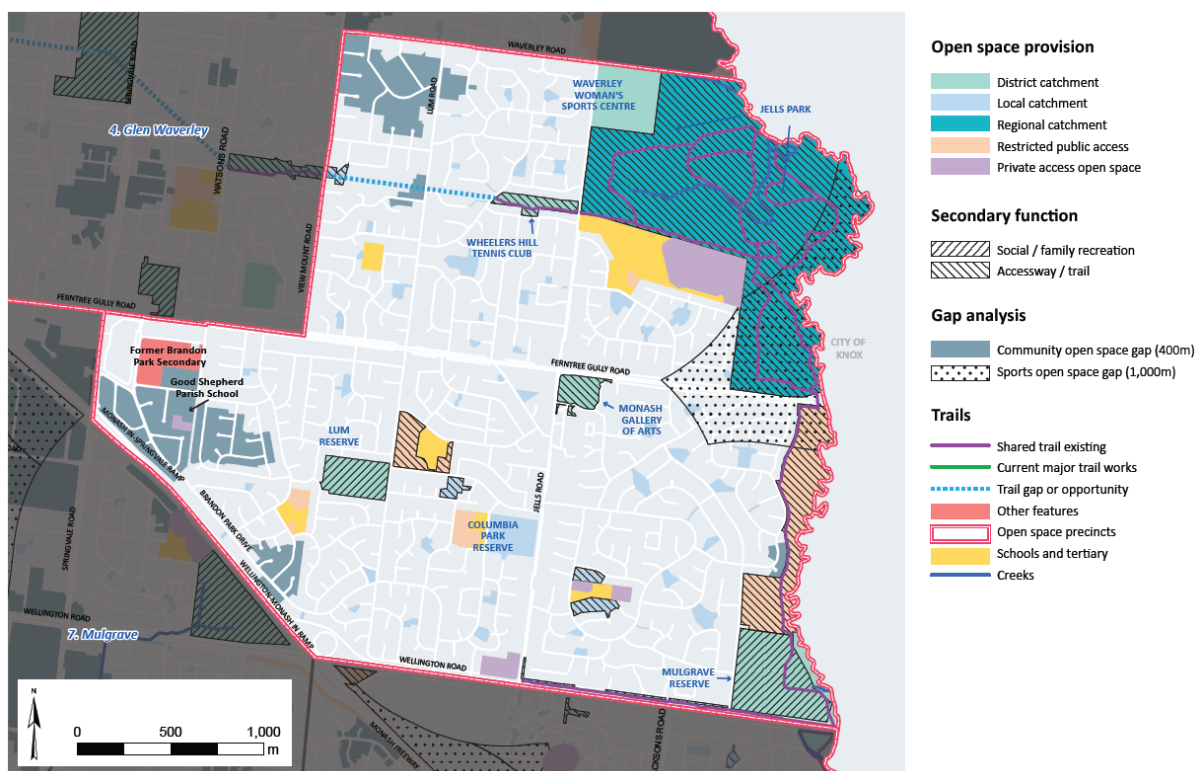 WAVERLEY ROAD
SPRINGVALE ROAD
LUM ROAD
WAVERLEY
WOMAN'S
SPORTS CENTRE
JELLS PARK
4. Glen Waverley
WATSONS ROAD
WHEELERS HILL
TENNIS CLUB
VIEW MOUNT ROAD
FERNTREE GULLY ROAD
Former Brandon
Park Secondary
Good Shepherd
Parish School
CITY OF
KNOX
FERNTREE GULLY ROAD
MONASH
GALLERY
OF ARTS
LUM
RESERVE
MONASH IN-SPRINGVALE RAMP
JELLS ROAD
BRANDON PARK DRIVE
COLUMBIA
PARK
RESERVE
SPRINGVALE ROAD
WELLINGTON-MONASH IN RAMP
WELLINGTON ROAD
7. Mulgrave
WELLINGTON ROAD
MULGRAVE
RESERVE
MONASH FREEWAY
JACKSONS ROAD
N
0 500 1,000
m
Open space provision
District catchment
Local catchment
Regional catchment
Restricted public access
Private access open space
Secondary function
Social / family recreation
Accessway / trail
Gap analysis
Community open space gap (400m)
Sports open space gap (1,000m)
Trails
Shared trail existing
Current major trail works
Trail gap or opportunity
Other features
Open space precincts
Schools and tertiary
Creeks